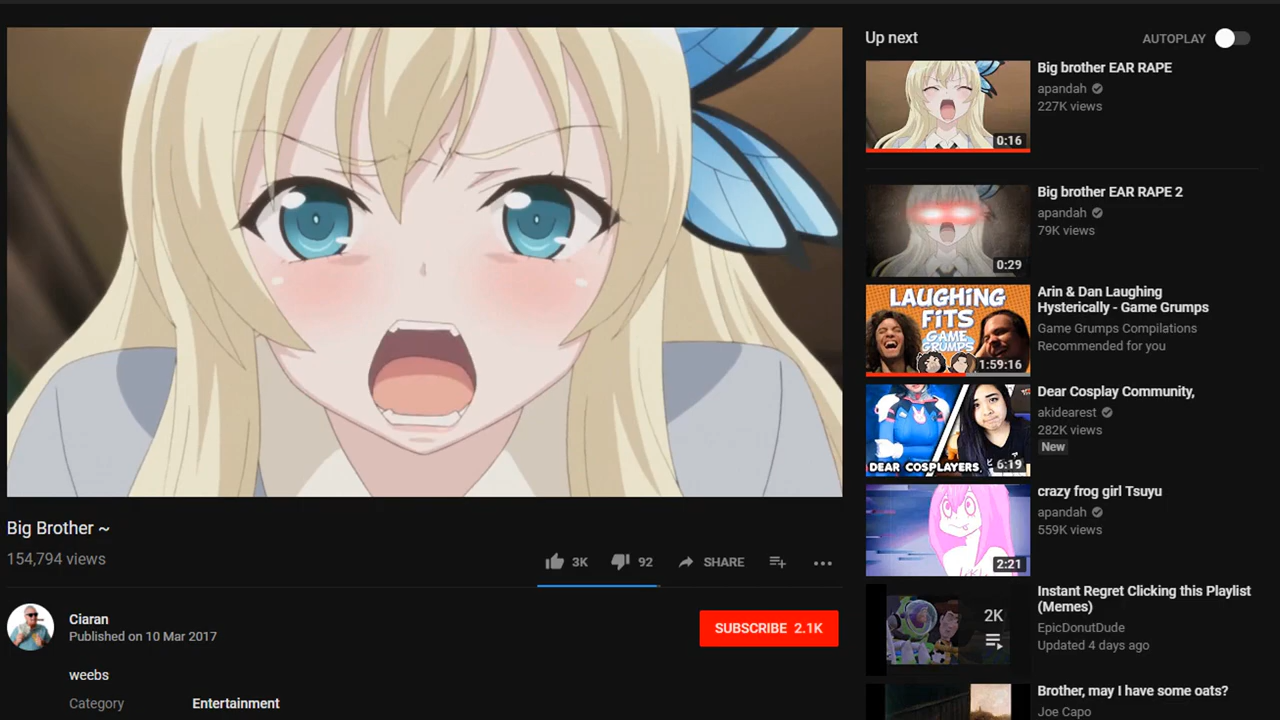 Big Brother ~
154,794 views
3K
92
SHARE
Ciaran
Published on 10 Mar 2017
SUBSCRIBE 2.1K
weebs
Category
Entertainment
Up next
AUTOPLAY
Big brother EAR RAPE
apandah
227K views
0:16
Big brother EAR RAPE 2
apandah
79K views
0:29
LAUGHING
FITS
GAME
GRUMPS
1:59:16
Arin & Dan Laughing
Hysterically - Game Grumps
Game Grumps Compilations
Recommended for you
DEAR COSPLAYERS,
6:19
Dear Cosplay Community,
akidearest
282K views
New
crazy frog girl Tsuyu
apandah
559K views
2:21
2K
Instant Regret Clicking this Playlist
(Memes)
EpicDonutDude
Updated 4 days ago
Brother, may I have some oats?
Joe Capo